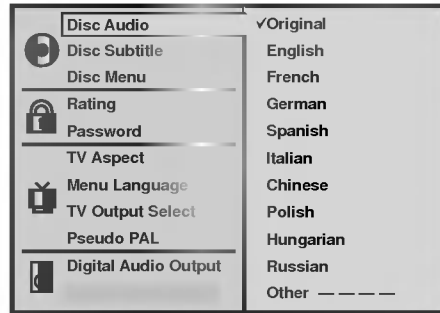 Disc Audio
Disc Subtitle
Disc Menu
Rating
Password
TV Aspect
Menu Language
TV Output Select
Pseudo PAL
Digital Audio Output
✓Original
English
French
German
Spanish
Italian
Chinese
Polish
Hungarian
Russian
Other — — — —